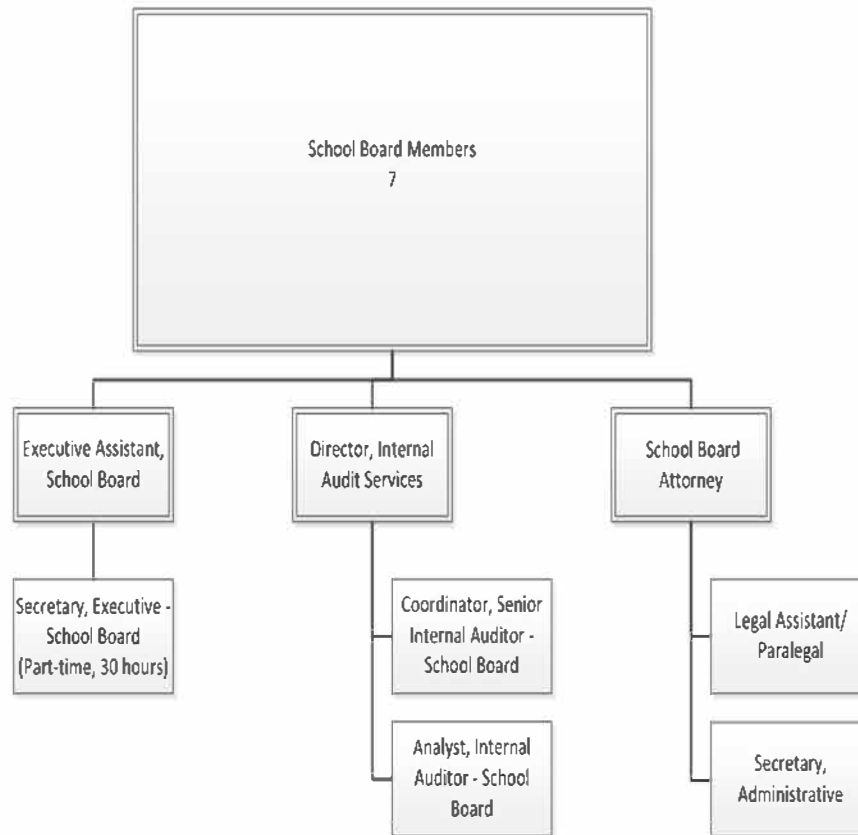 School Board Members
7
Executive Assistant,
School Board
Director, Internal
Audit Services
School Board
Attorney
Secretary, Executive -
School Board
(Part-time, 30 hours)
Coordinator, Senior
Internal Auditor -
School Board
Legal Assistant/
Paralegal
Analyst, Internal
Auditor - School
Board
Secretary,
Administrative